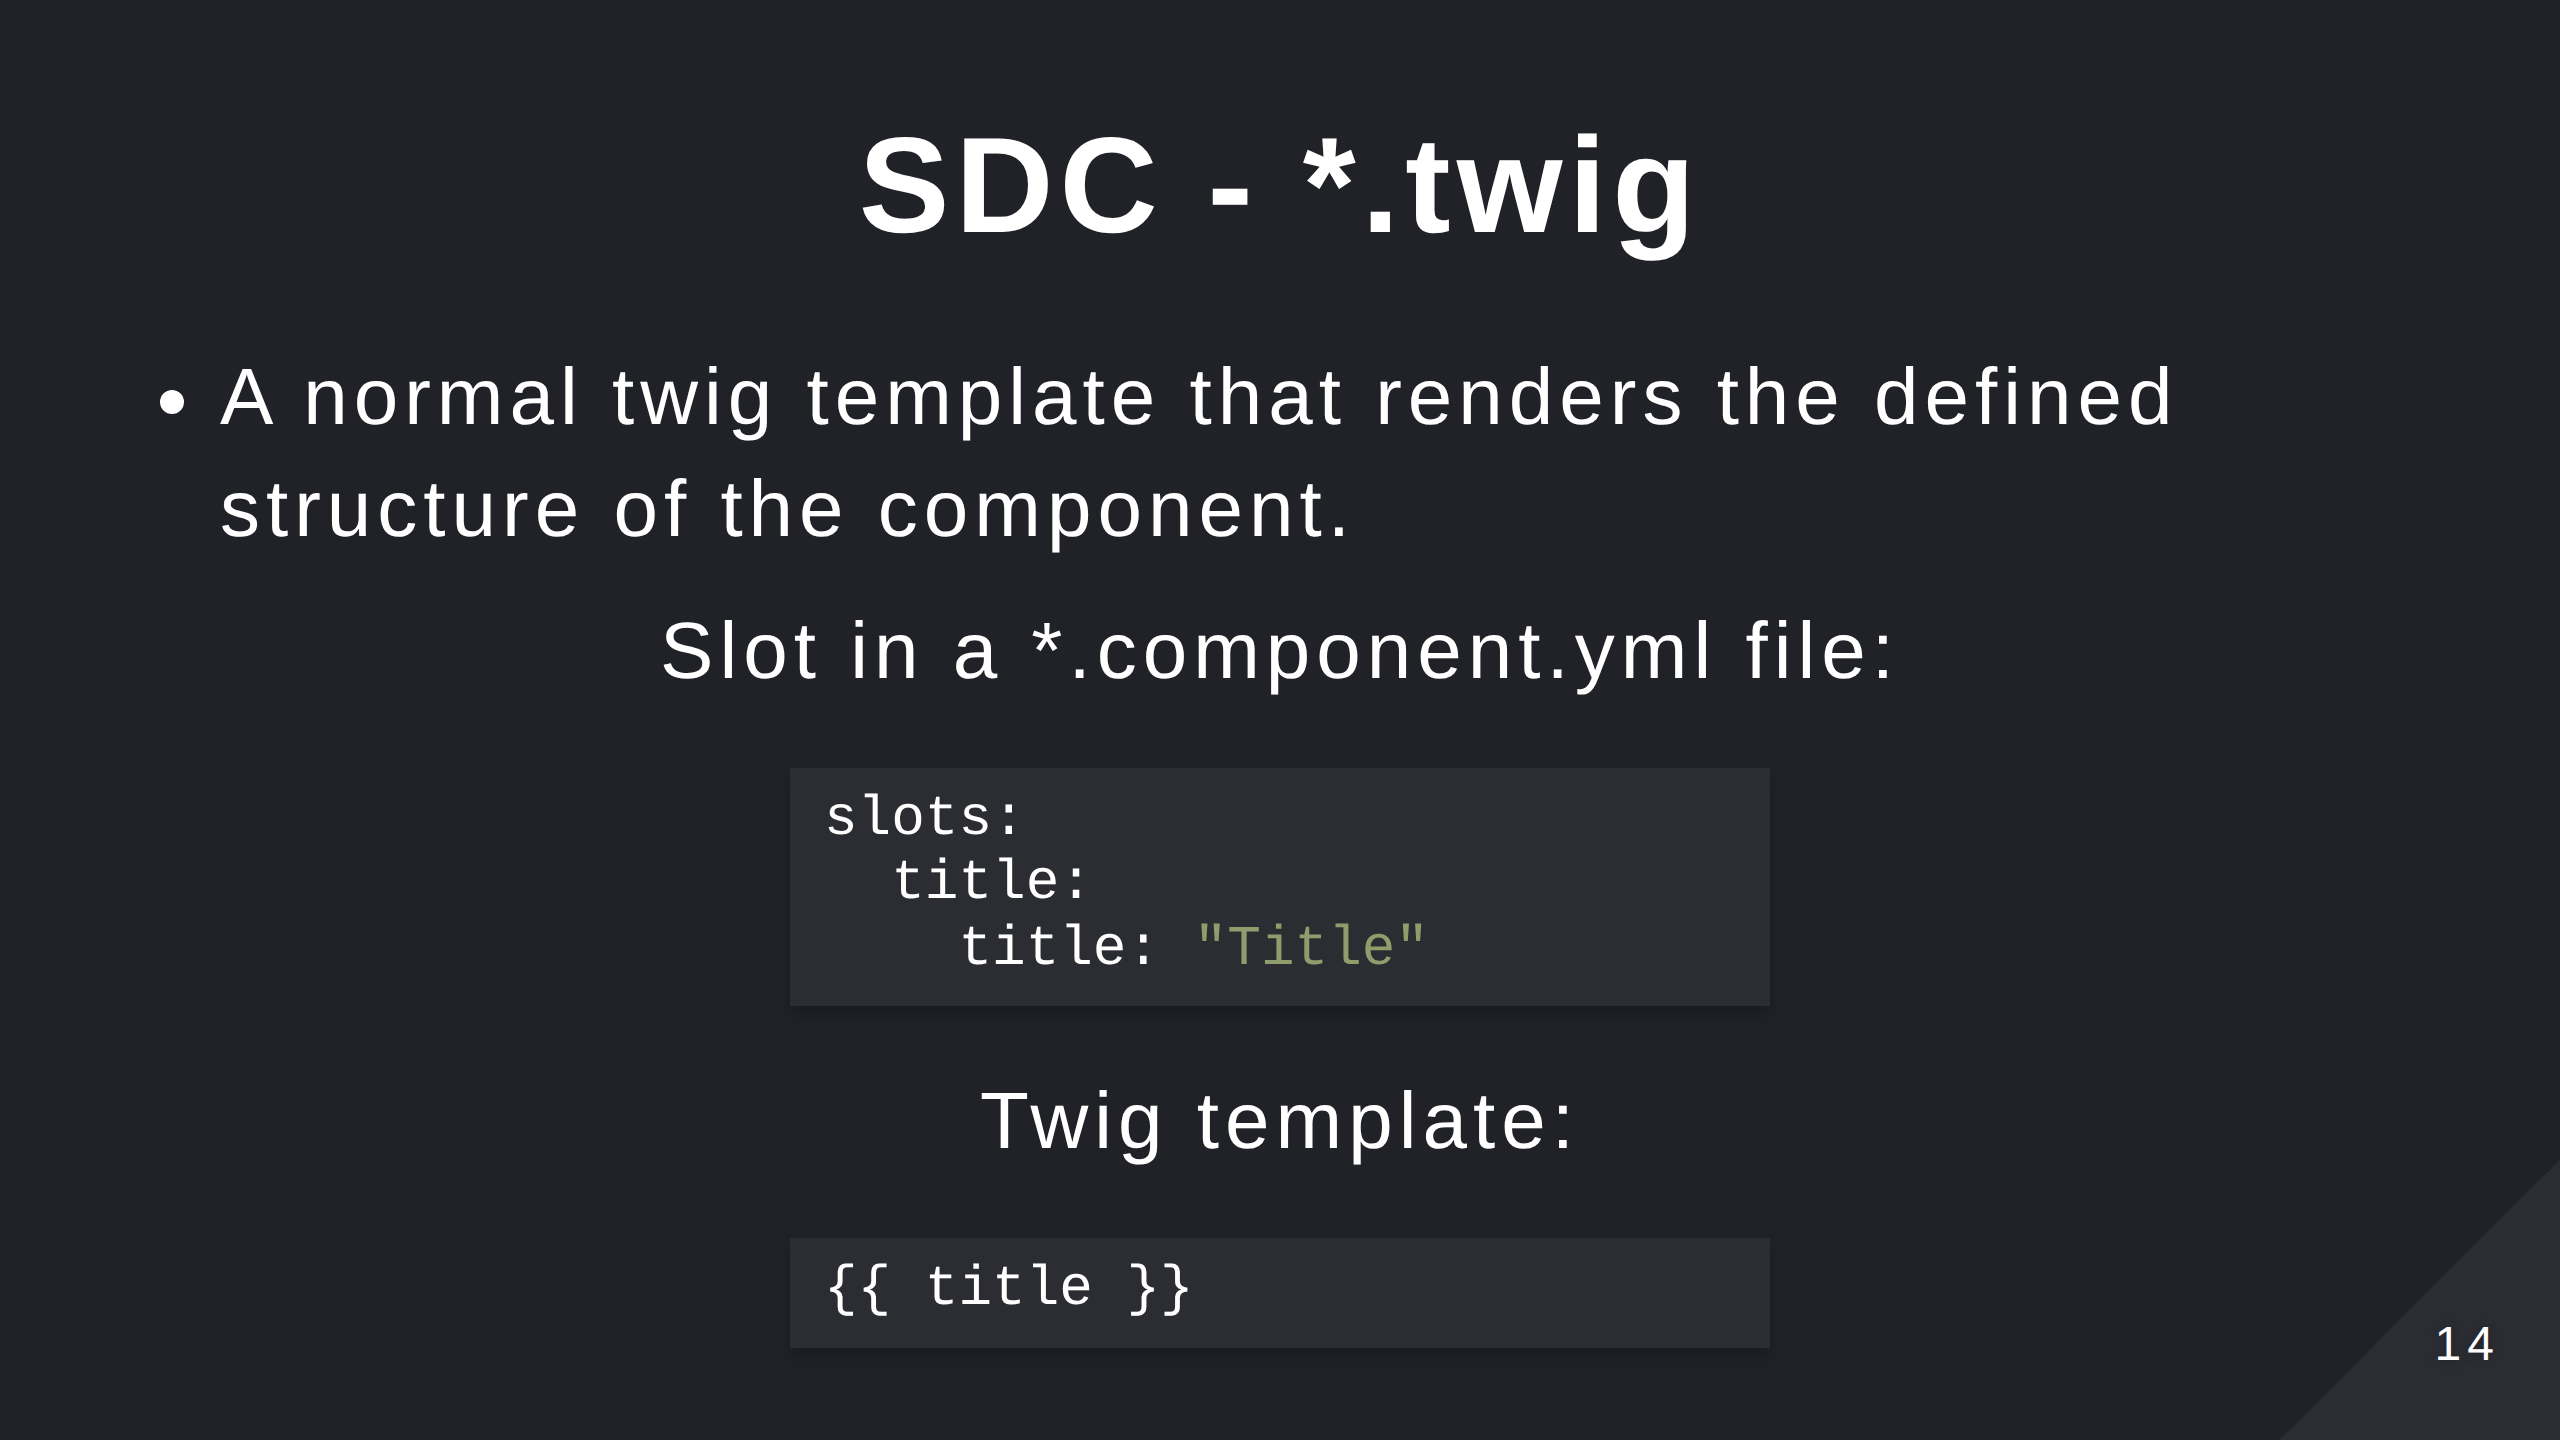 SDC - *.twig
• A normal twig template that renders the defined
structure of the component.
Slot in a *.component.yml file:
slots:
  title:
    title: "Title"
Twig template:
{{ title }}
14